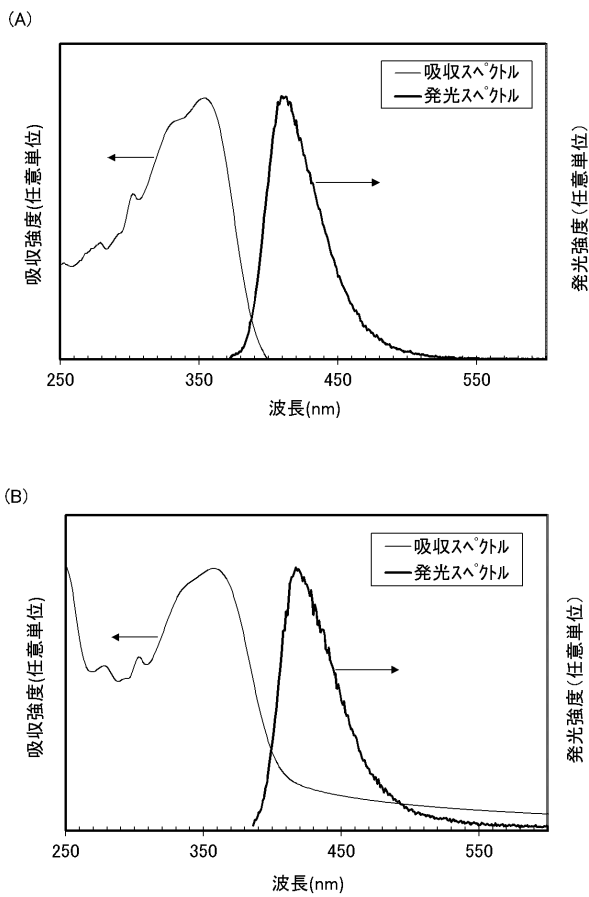 (A)
吸収スペクトル
発光スペクトル
吸収強度(任意単位)
発光強度(任意単位)
250 350 450 550
波長(nm)
(B)
吸収スペクトル
発光スペクトル
吸収強度(任意単位)
発光強度(任意単位)
250 350 450 550
波長(nm)